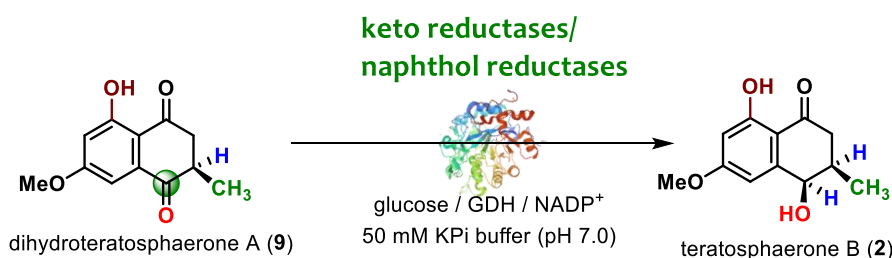 keto reductases/
naphthol reductases
OH
O
H
CH3
MeO
O
dihydroteratosphaerone A (9)
glucose / GDH / NADP+
50 mM KPi buffer (pH 7.0)
OH
O
H
CH3
MeO
H
HO
teratosphaerone B (2)